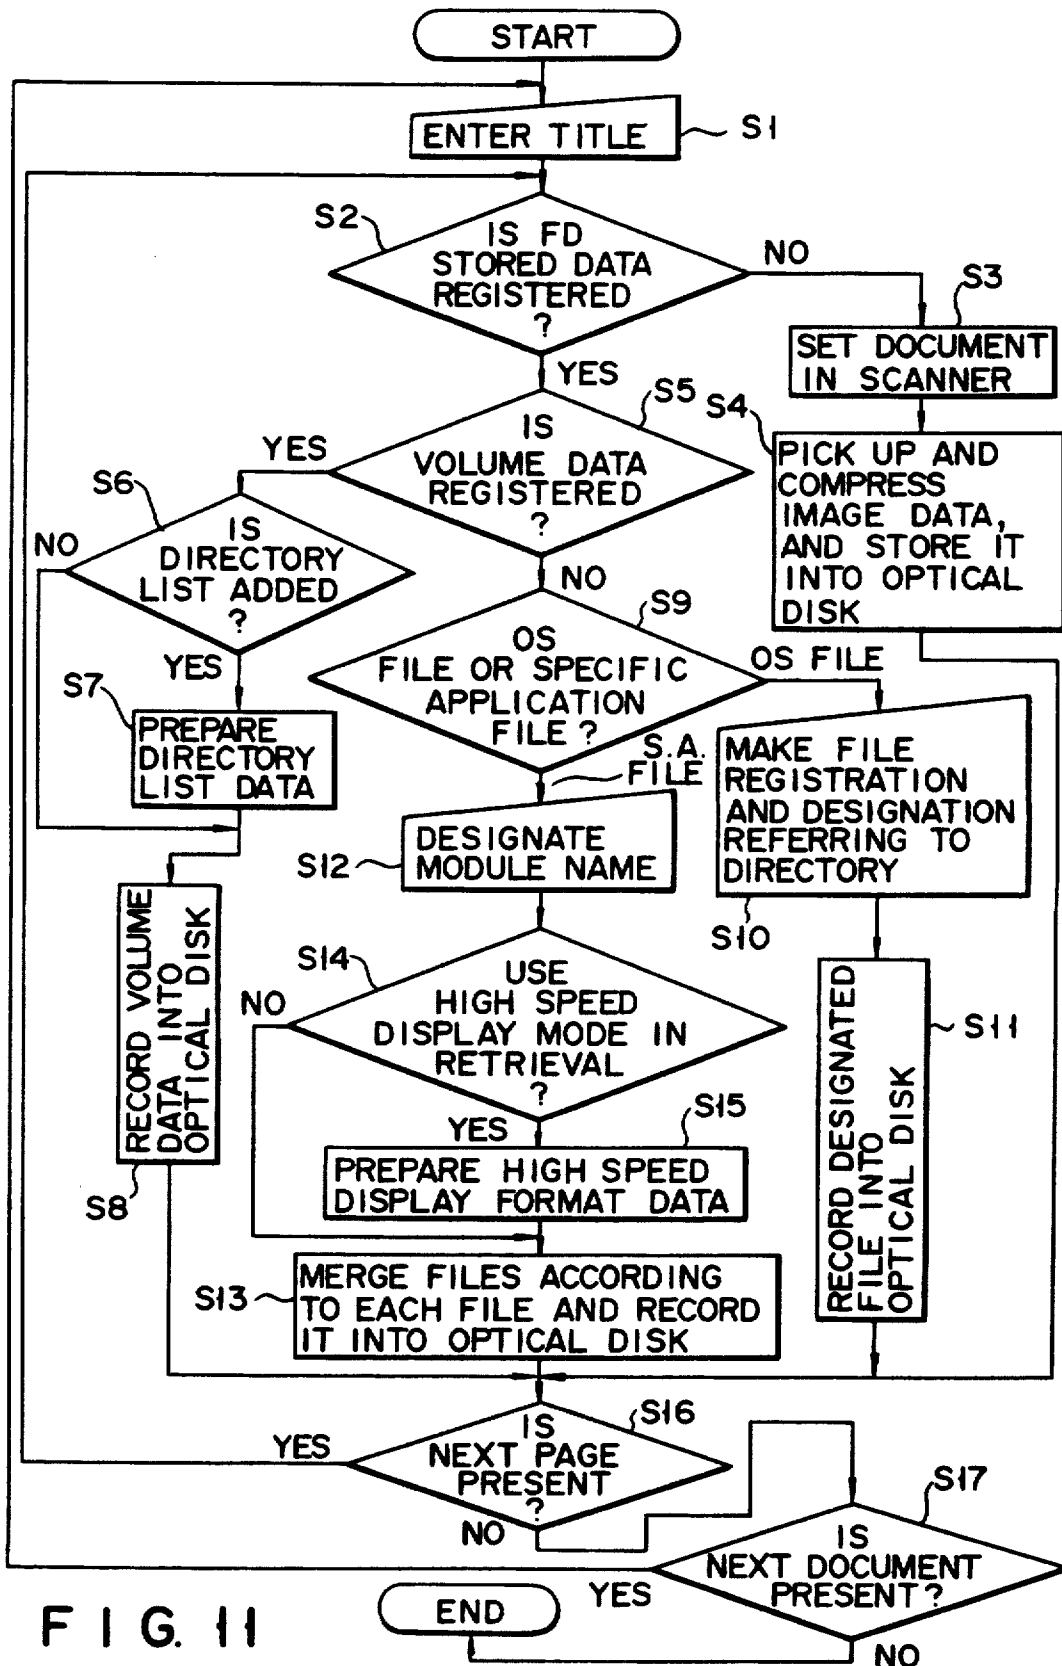 START
ENTER TITLE
S1
S2
IS FD
STORED DATA
REGISTERED
?
NO
S3
SET DOCUMENT
IN SCANNER
YES
S4
PICK UP AND
COMPRESS
IMAGE DATA,
AND STORE IT
INTO OPTICAL
DISK
S5
IS
VOLUME DATA
REGISTERED
?
YES
NO
S6
IS
DIRECTORY
LIST ADDED
?
NO
YES
S7
PREPARE
DIRECTORY
LIST DATA
S8
RECORD VOLUME
DATA INTO
OPTICAL DISK
S9
OS
FILE OR SPECIFIC
APPLICATION
FILE?
OS FILE
S.A.
FILE
MAKE FILE
REGISTRATION
AND DESIGNATION
REFERRING TO
DIRECTORY
S10
S12
DESIGNATE
MODULE NAME
RECORD DESIGNATED
FILE INTO
OPTICAL DISK
S11
S14
USE
HIGH SPEED
DISPLAY MODE IN
RETRIEVAL
?
NO
YES
S15
PREPARE HIGH SPEED
DISPLAY FORMAT DATA
S13
MERGE FILES ACCORDING
TO EACH FILE AND RECORD
IT INTO OPTICAL DISK
S16
IS
NEXT PAGE
PRESENT
?
YES
NO
S17
IS
NEXT DOCUMENT
PRESENT?
YES
NO
END
FIG. 11